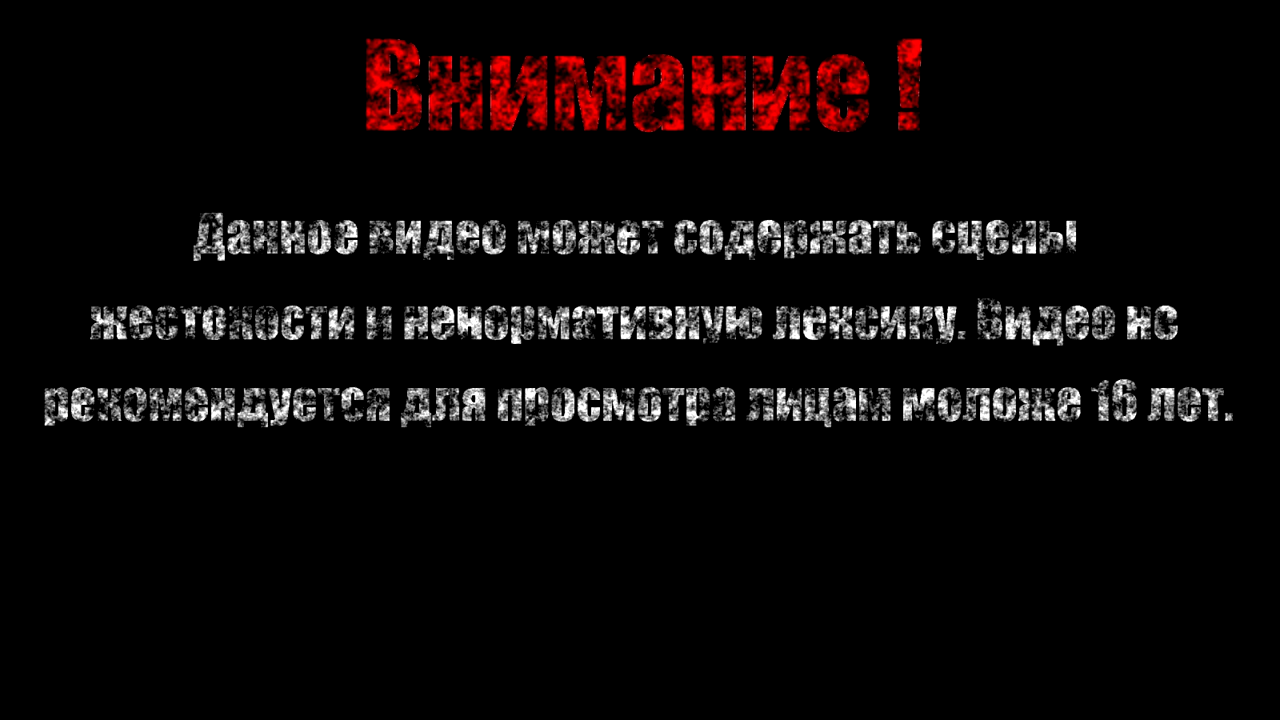 Внимание !
Данное видео может содержать сцены
жестокости и ненормативную лексику. Видео не
рекомендуется для просмотра лицам моложе 16 лет.